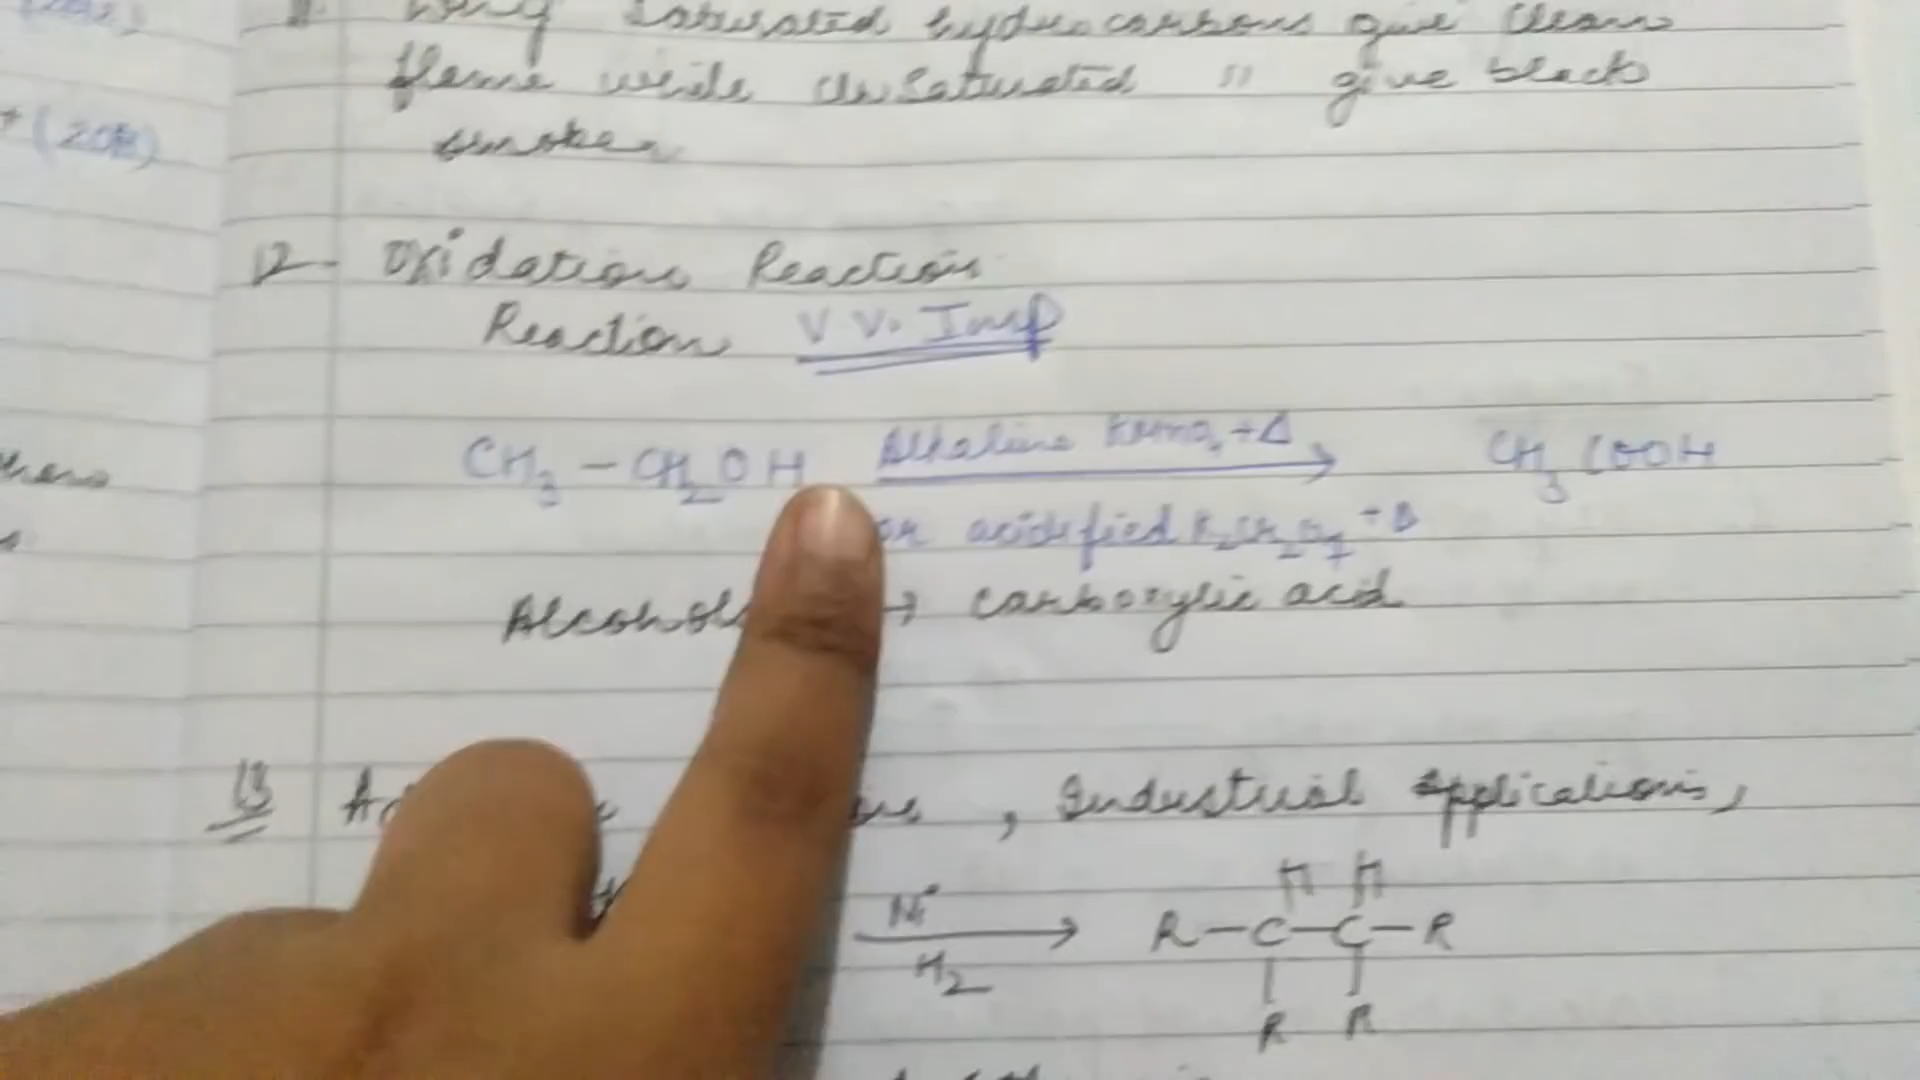 Saturated hydrocarbons give clean
flame while unsaturated " give black
smoke
12 Oxidation Reaction
Reaction V V. Imp
CH3 - CH2OH Alkaline KMnO4 + Δ CH3COOH
or acidified K2Cr2O7 + Δ
Alcohol → carboxylic acid
13 , Industrial applications,
H H
Ni
R-C-C-R
H2
R R